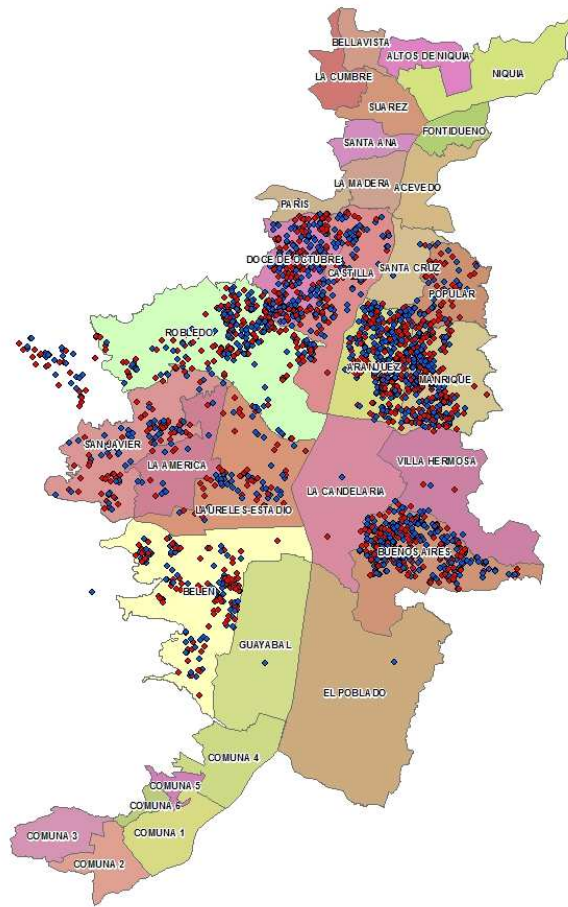 BELLAVISTA
ALTOS DE NIQUIA
NIQUIA
LA CUMBRE
SUAREZ
FONTIDUENO
SANTA ANA
LA MADERA
ACEVEDO
PARIS
DOCE DE OCTUBRE
SANTA CRUZ
CASTILLA
POPULAR
ROBLEDO
ARANJUEZ
MANRIQUE
SAN JAVIER
VILLA HERMOSA
LA AMERICA
LA CANDELARIA
LAURELES-ESTADIO
BUENOS AIRES
BELEN
GUAYABAL
EL POBLADO
COMUNA 4
COMUNA 5
COMUNA 6
COMUNA 3
COMUNA 1
COMUNA 2